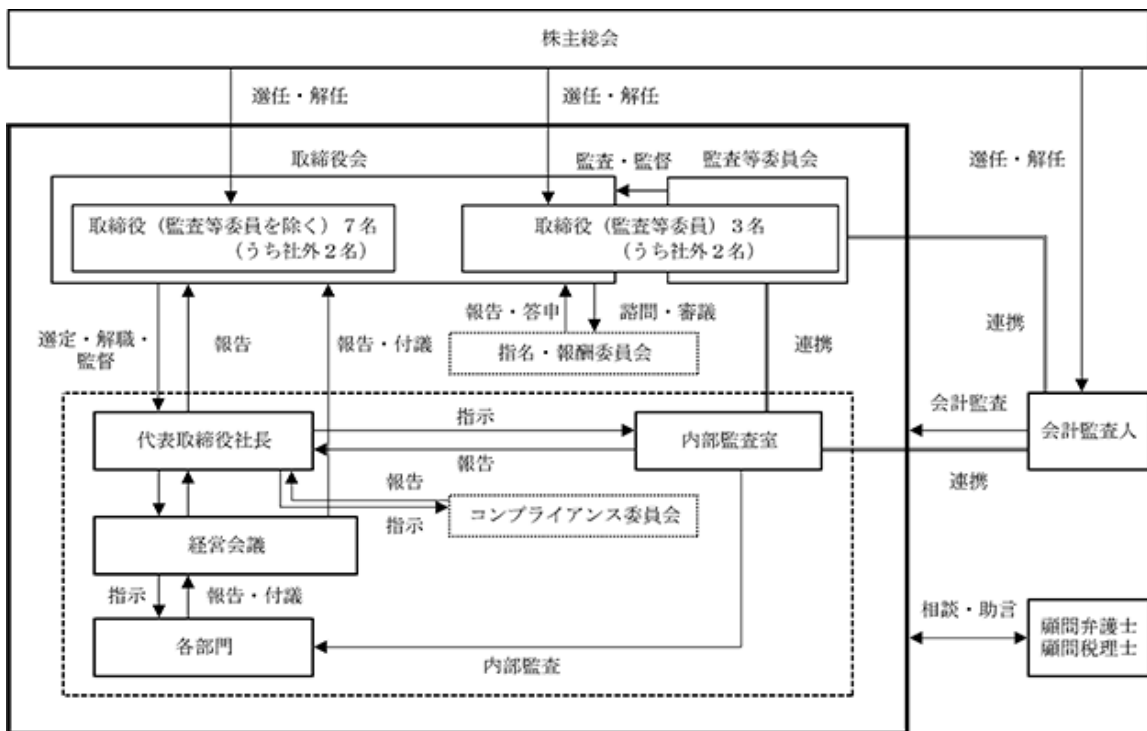 株主総会
選任・解任
選任・解任
選任・解任
取締役会
監査・監督
監査等委員会
取締役（監査等委員を除く）７名
（うち社外２名）
取締役（監査等委員）３名
（うち社外２名）
選定・解職・
監督
報告
報告・付議
報告・答申
諮問・審議
指名・報酬委員会
連携
連携
代表取締役社長
指示
報告
内部監査室
会計監査
会計監査人
連携
報告
指示
コンプライアンス委員会
経営会議
指示
報告・付議
各部門
内部監査
相談・助言
顧問弁護士
顧問税理士